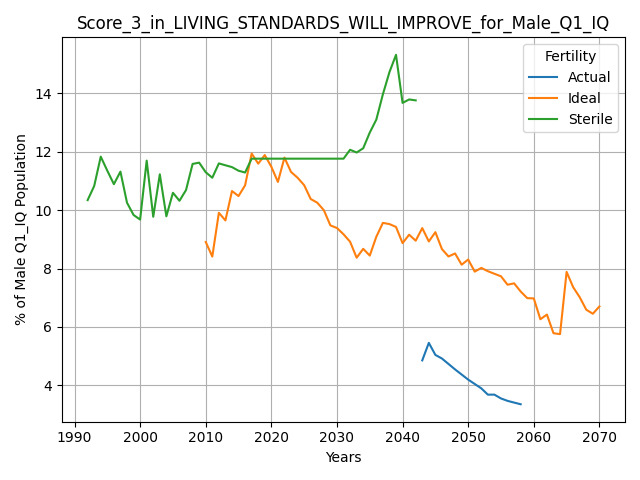 Score_3_in_LIVING_STANDARDS_WILL_IMPROVE_for_Male_Q1_IQ
Fertility
Actual
Ideal
Sterile
% of Male Q1_IQ Population
14
12
10
8
6
4
1990 2000 2010 2020 2030 2040 2050 2060 2070
Years